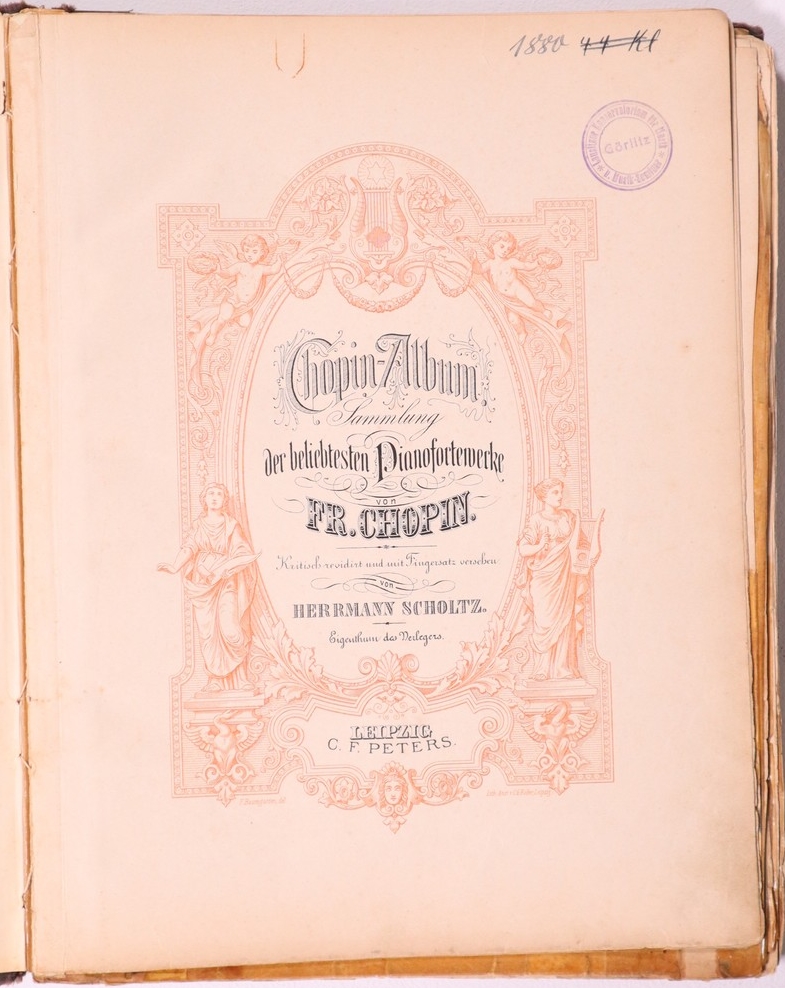 1880
Görlitz
Chopin-Album.
Sammlung
der beliebtesten Pianofortewerke
von
FR. CHOPIN.
Kritisch revidirt und mit Fingersatz versehen
von
HERRMANN SCHOLTZ.
Eigenthum des Verlegers.
LEIPZIG
C. F. PETERS.